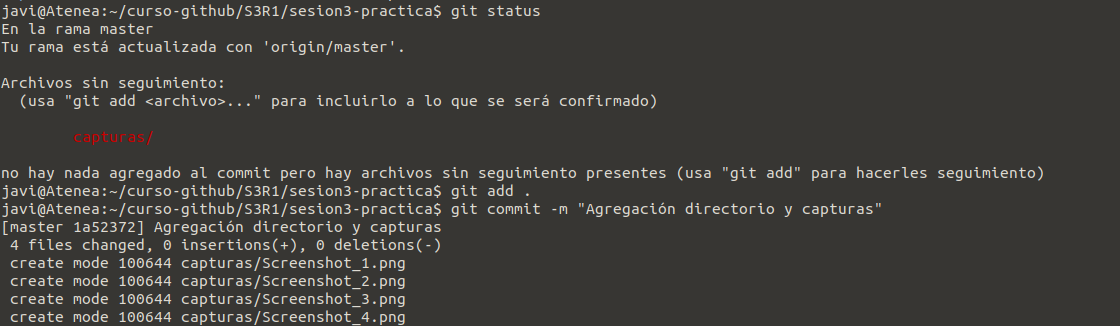 javi@Atenea:~/curso-github/S3R1/sesion3-practica$ git status
En la rama master
Tu rama está actualizada con 'origin/master'.
Archivos sin seguimiento:
(usa "git add <archivo>..." para incluirlo a lo que se será confirmado)
capturas/
no hay nada agregado al commit pero hay archivos sin seguimiento presentes (usa "git add" para hacerles seguimiento)
javi@Atenea:~/curso-github/S3R1/sesion3-practica$ git add .
javi@Atenea:~/curso-github/S3R1/sesion3-practica$ git commit -m "Agregación directorio y capturas"
[master 1a52372] Agregación directorio y capturas
4 files changed, 0 insertions(+), 0 deletions(-)
create mode 100644 capturas/Screenshot_1.png
create mode 100644 capturas/Screenshot_2.png
create mode 100644 capturas/Screenshot_3.png
create mode 100644 capturas/Screenshot_4.png